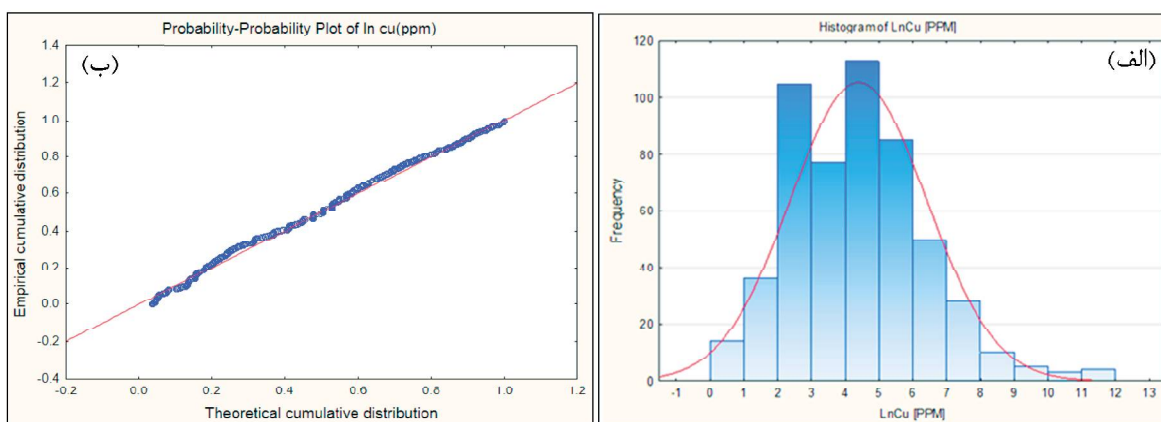 Probability-Probability Plot of ln cu(ppm)
(ب)
Empirical cumulative distribution
1.4
1.2
1.0
0.8
0.6
0.4
0.2
0.0
-0.2
-0.4
-0.2 0.0 0.2 0.4 0.6 0.8 1.0 1.2
Theoretical cumulative distribution
Histogram of LnCu [PPM]
(الف)
Frequency
120
100
80
60
40
20
0
-1 0 1 2 3 4 5 6 7 8 9 10 11 12 13
LnCu [PPM]